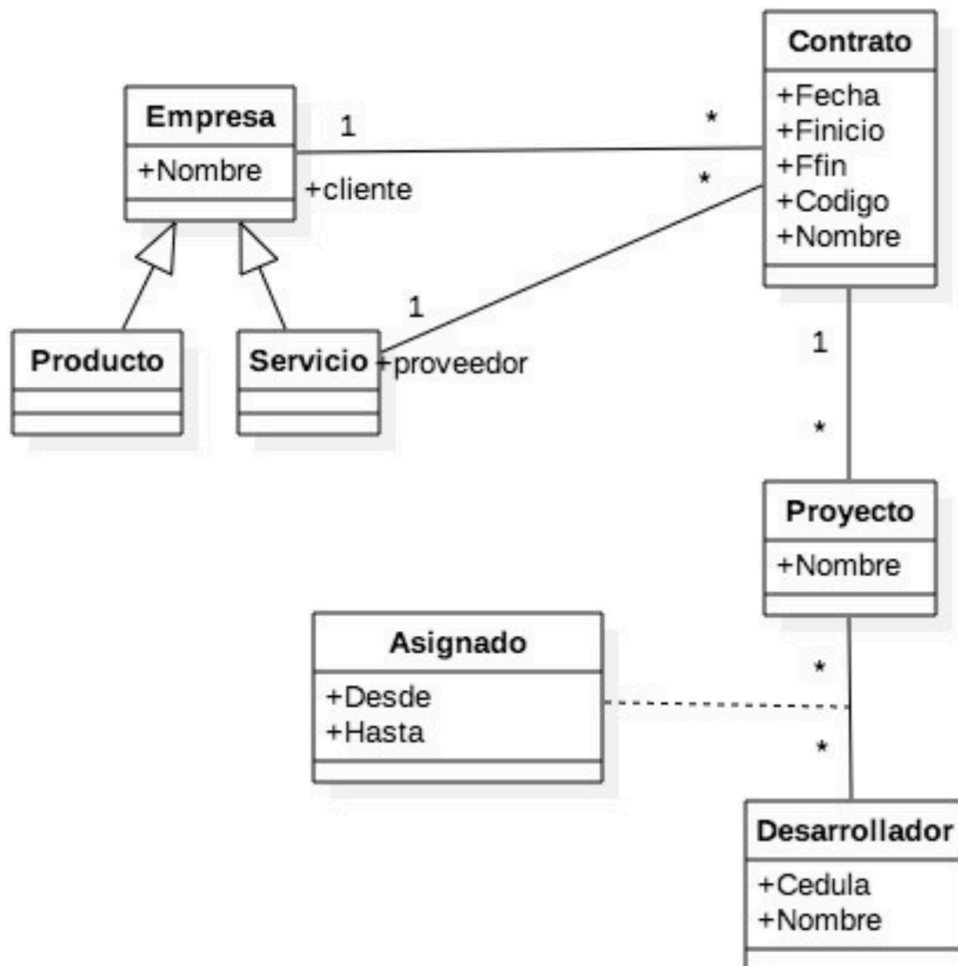 Contrato
+Fecha
+Finicio
+Ffin
+Codigo
+Nombre
Empresa
+Nombre
1
*
+cliente
*
1
+proveedor
Producto
Servicio
1
*
Proyecto
+Nombre
Asignado
+Desde
+Hasta
*
*
Desarrollador
+Cedula
+Nombre